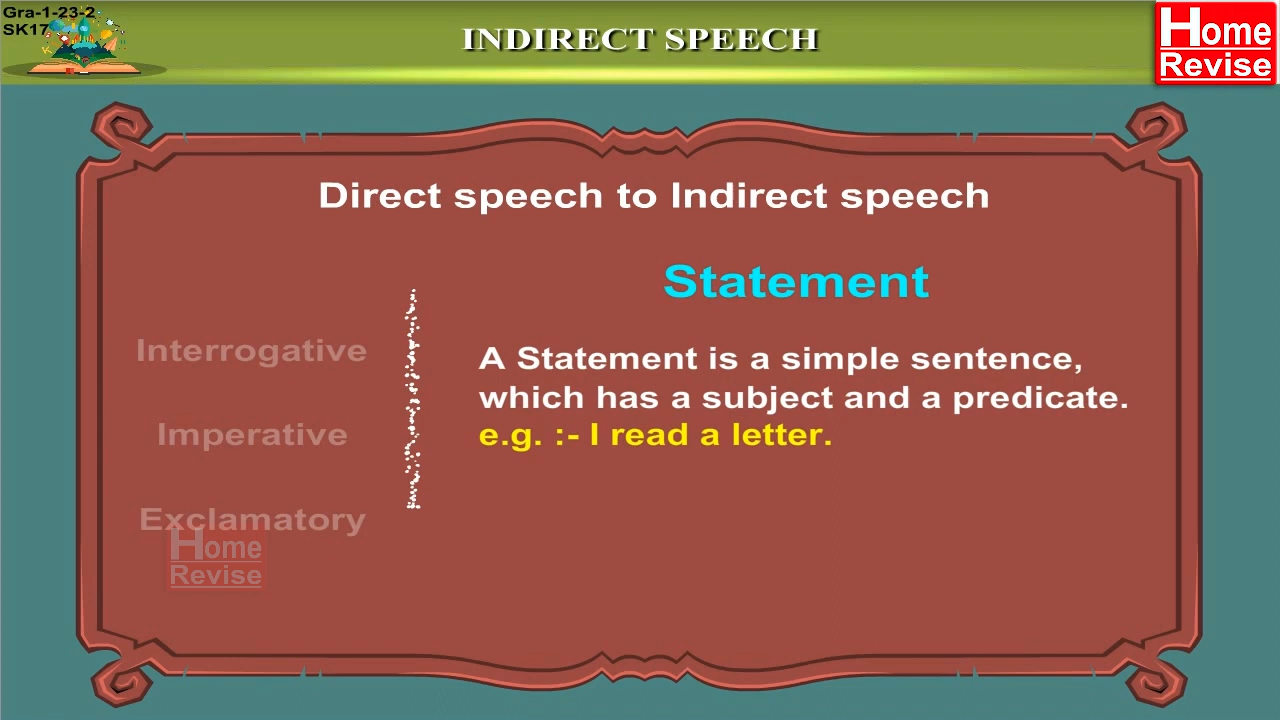 Gra-1-23-2
SK17
INDIRECT SPEECH
Home
Revise
Direct speech to Indirect speech
Statement
Interrogative
Imperative
Exclamatory
A Statement is a simple sentence,
which has a subject and a predicate.
e.g. :- I read a letter.
Home
Revise